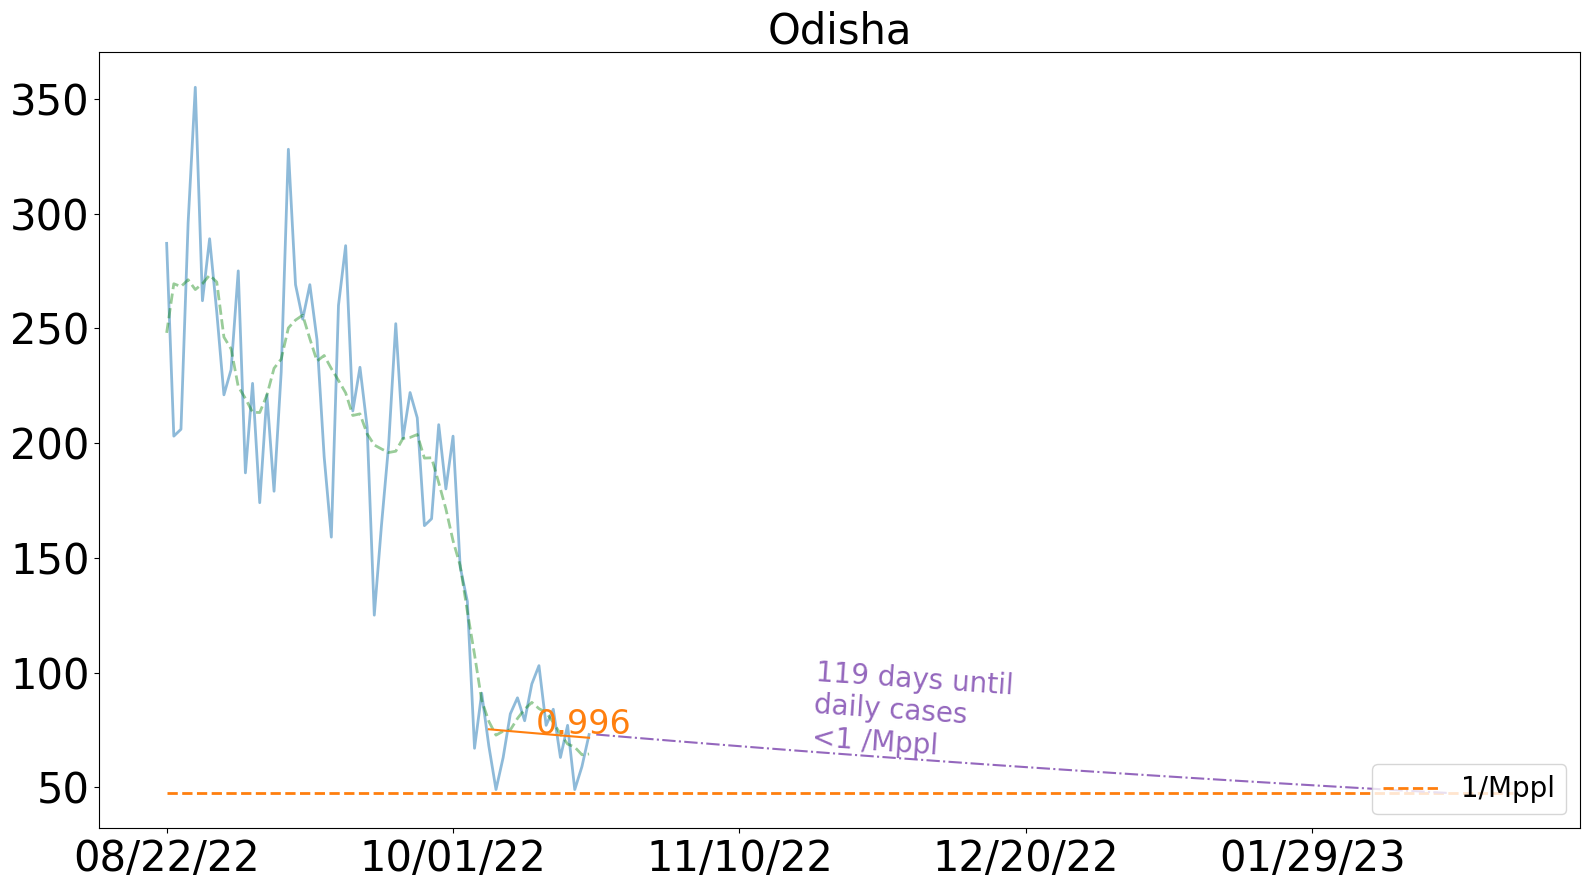 Odisha
350
300
250
200
150
100
50
0.996
119 days until
daily cases
<1 /Mppl
1/Mppl
08/22/22
10/01/22
11/10/22
12/20/22
01/29/23